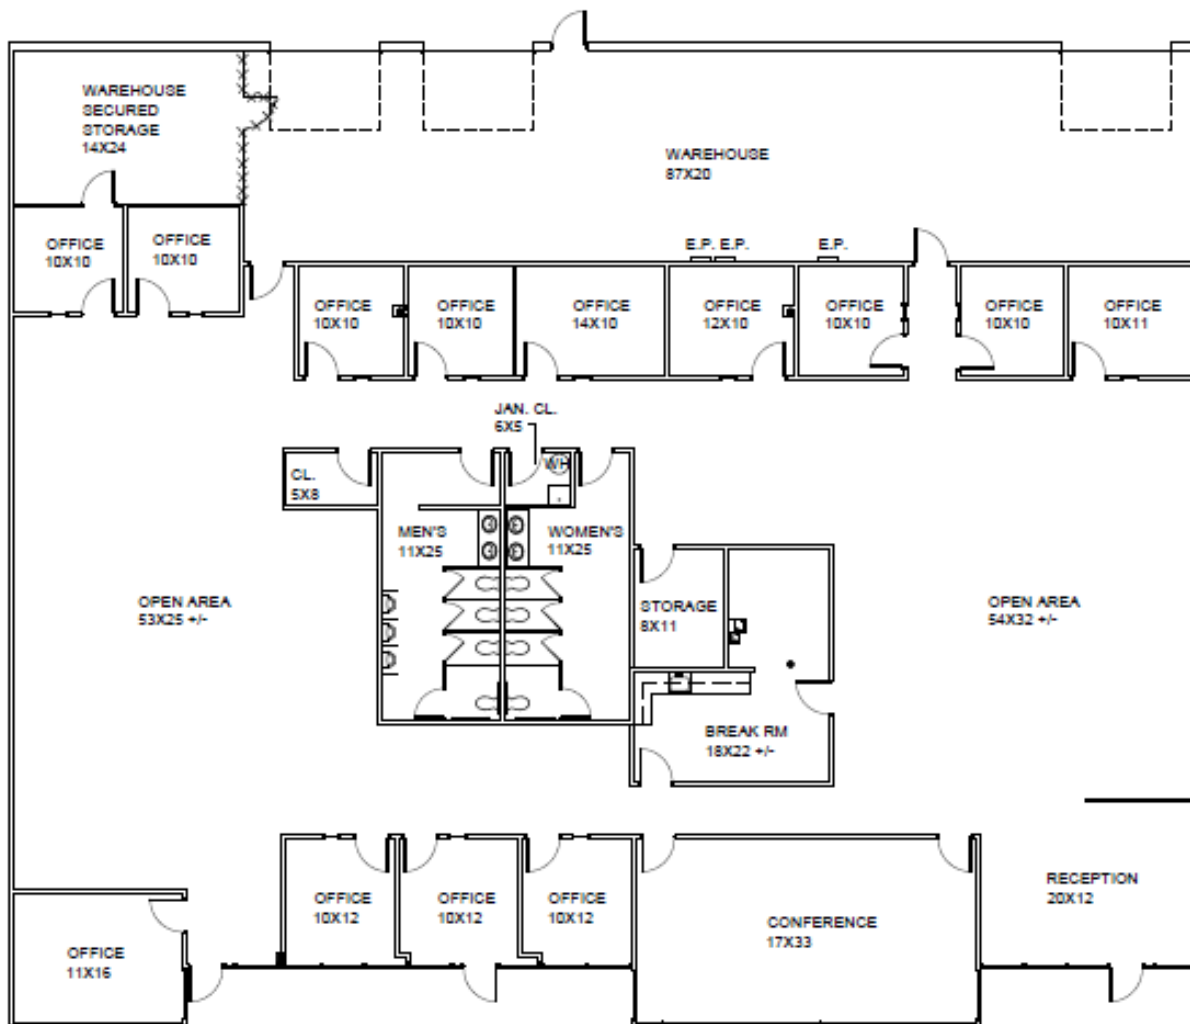 WAREHOUSE
SECURED
STORAGE
14X24
WAREHOUSE
87X20
OFFICE
10X10
OFFICE
10X10
E.P. E.P.
E.P.
OFFICE
10X10
OFFICE
10X10
OFFICE
14X10
OFFICE
12X10
OFFICE
10X10
OFFICE
10X10
OFFICE
10X11
JAN. CL.
6X5
WH
CL.
5X8
MEN'S
11X25
WOMEN'S
11X25
OPEN AREA
53X25 +/-
STORAGE
8X11
OPEN AREA
54X32 +/-
BREAK RM
18X22 +/-
OFFICE
10X12
OFFICE
10X12
OFFICE
10X12
CONFERENCE
17X33
RECEPTION
20X12
OFFICE
11X16